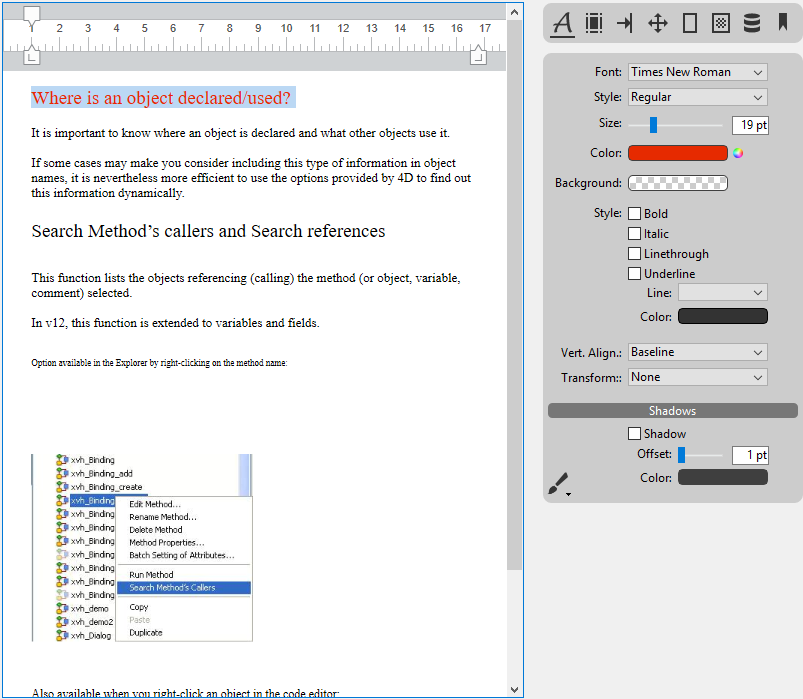 1 2 3 4 5 6 7 8 9 10 11 12 13 14 15 16 17
Where is an object declared/used?
It is important to know where an object is declared and what other objects use it.
If some cases may make you consider including this type of information in object
names, it is nevertheless more efficient to use the options provided by 4D to find out
this information dynamically.
Search Method’s callers and Search references
This function lists the objects referencing (calling) the method (or object, variable,
comment) selected.
In v12, this function is extended to variables and fields.
Option available in the Explorer by right-clicking on the method name:
xvh_Binding
xvh_Binding_add
xvh_Binding_create
xvh_Binding
xvh_Binding
xvh_Binding
xvh_Binding
xvh_Binding
xvh_Binding
xvh_Binding
xvh_Binding
xvh_demo
xvh_demo2
xvh_Dialog
Edit Method...
Rename Method...
Delete Method
Method Properties...
Batch Setting of Attributes...
Run Method
Search Method's Callers
Copy
Paste
Duplicate
Also available when you right-click an object in the code editor:
A
Font: Times New Roman
Style: Regular
Size: 19 pt
Color:
Background:
Style: Bold
Italic
Linethrough
Underline
Line:
Color:
Vert. Align.: Baseline
Transform:: None
Shadows
Shadow
Offset: 1 pt
Color: